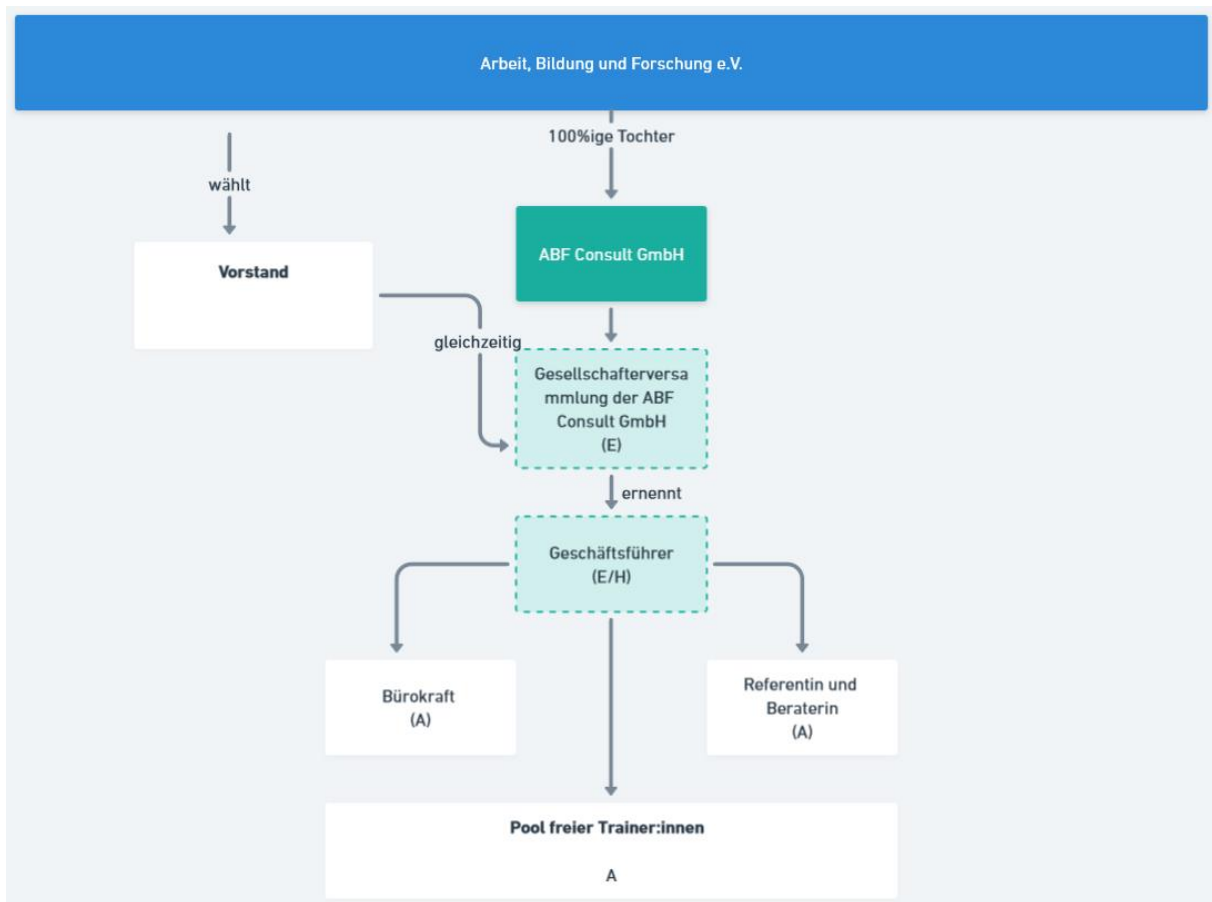 Arbeit, Bildung und Forschung e.V.
100%ige Tochter
wählt
ABF Consult GmbH
Vorstand
gleichzeitig
Gesellschafterversa
mmlung der ABF
Consult GmbH
(E)
ernennt
Geschäftsführer
(E/H)
Bürokraft
(A)
Referentin und
Beraterin
(A)
Pool freier Trainer:innen
A